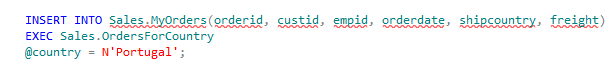 INSERT INTO Sales.MyOrders(orderid, custid, empid, orderdate, shipcountry, freight)
EXEC Sales.OrdersForCountry
@country = N'Portugal';